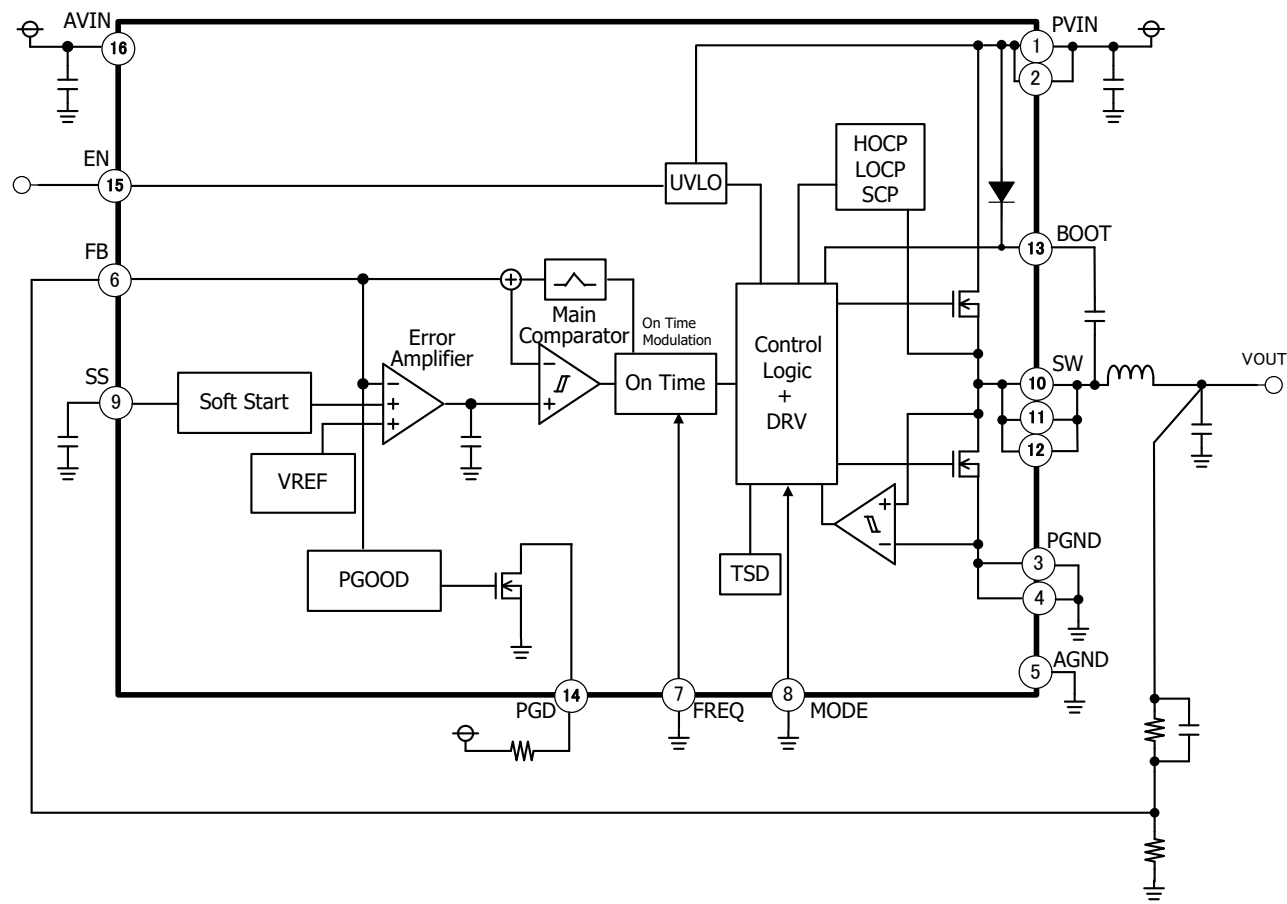 AVIN
16
PVIN
1
2
EN
15
UVLO
HOCP
LOCP
SCP
13
BOOT
FB
6
+
Main
Comparator
On Time
Modulation
Error
Amplifier
SS
9
Soft Start
−
+
+
−
+
On Time
Control
Logic
+
DRV
SW
10
11
12
VOUT
VREF
+
−
PGND
3
4
PGOOD
TSD
5
AGND
14
PGD
7
FREQ
8
MODE